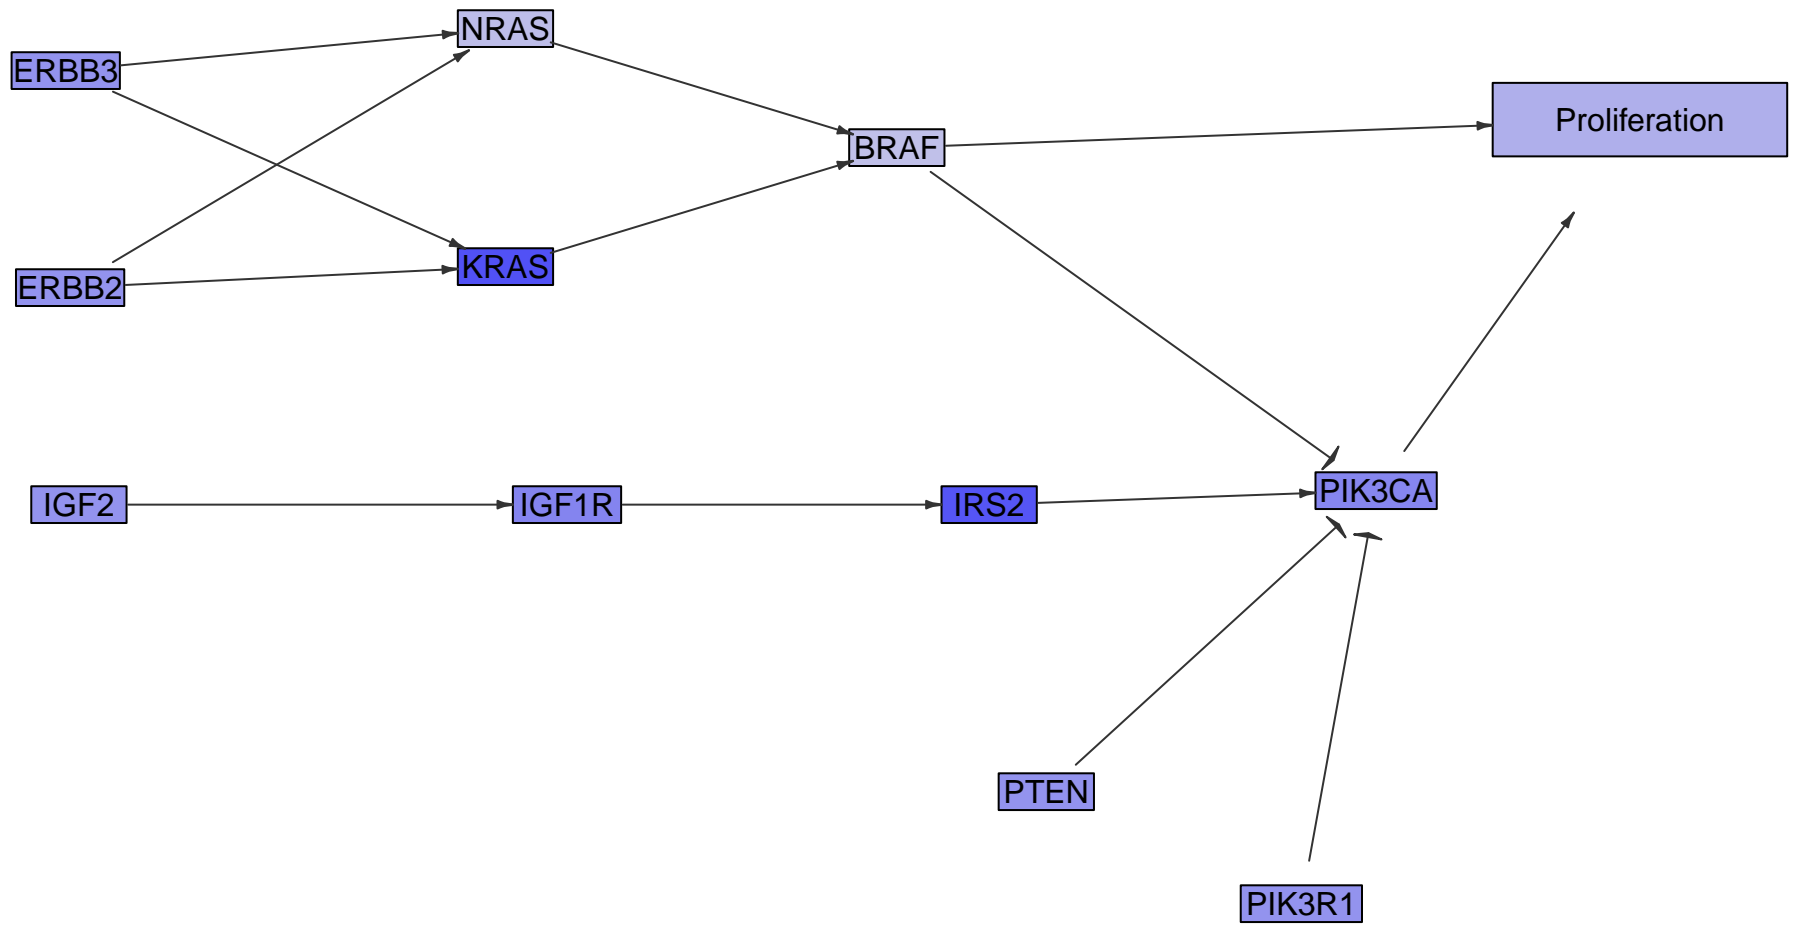 NRAS
ERBB3
Proliferation
BRAF
KRAS
ERBB2
PIK3CA
IGF2
IGF1R
IRS2
PTEN
PIK3R1